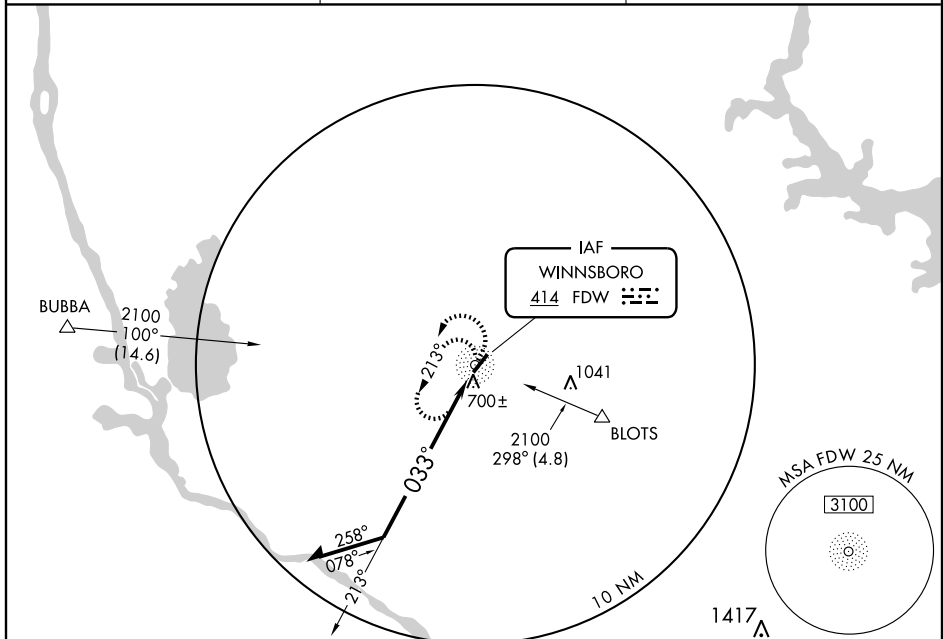 IAF
WINNSBORO
414 FDW
BUBBA
2100
100°
(14.6)
213°
1041
700±
BLOTS
2100
298° (4.8)
033°
MSA FDW 25 NM
3100
258°
078°
213°
10 NM
1417